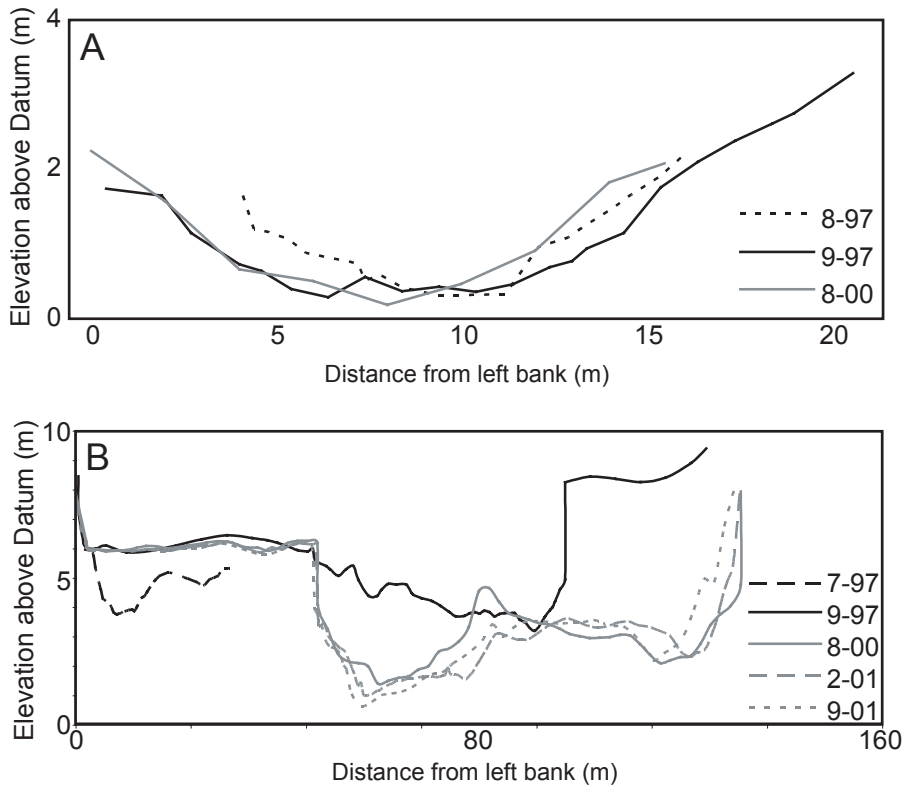 A
Elevation above Datum (m)
4
2
0
8-97
9-97
8-00
0 5 10 15 20
Distance from left bank (m)
B
Elevation above Datum (m)
10
5
0
7-97
9-97
8-00
2-01
9-01
0 80 160
Distance from left bank (m)